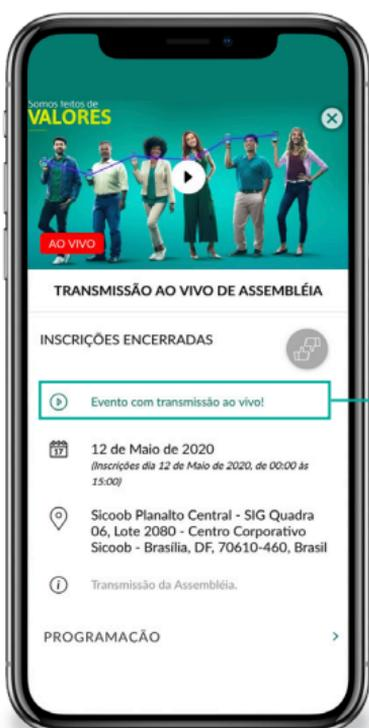 Somos feitos de
VALORES
AO VIVO
TRANSMISSÃO AO VIVO DE ASSEMBLÉIA
INSCRIÇÕES ENCERRADAS
Evento com transmissão ao vivo!
17
12 de Maio de 2020
(Inscrições dia 12 de Maio de 2020, de 00:00 às
15:00)
Sicoob Planalto Central - SIG Quadra
06, Lote 2080 - Centro Corporativo
Sicoob - Brasília, DF, 70610-460, Brasil
Transmissão da Assembléia.
PROGRAMAÇÃO